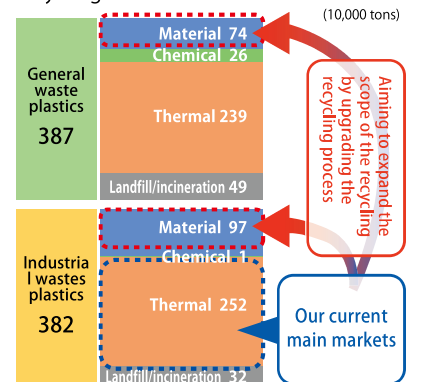 (10,000 tons)
General
waste
plastics
387
Material 74
Chemical 26
Thermal 239
Landfill/incineration 49
Aiming to expand the
scope of the recycling
by upgrading the
recycling process
Industria
l wastes
plastics
382
Material 97
Chemical 1
Thermal 252
Landfill/incineration 32
Our current
main markets